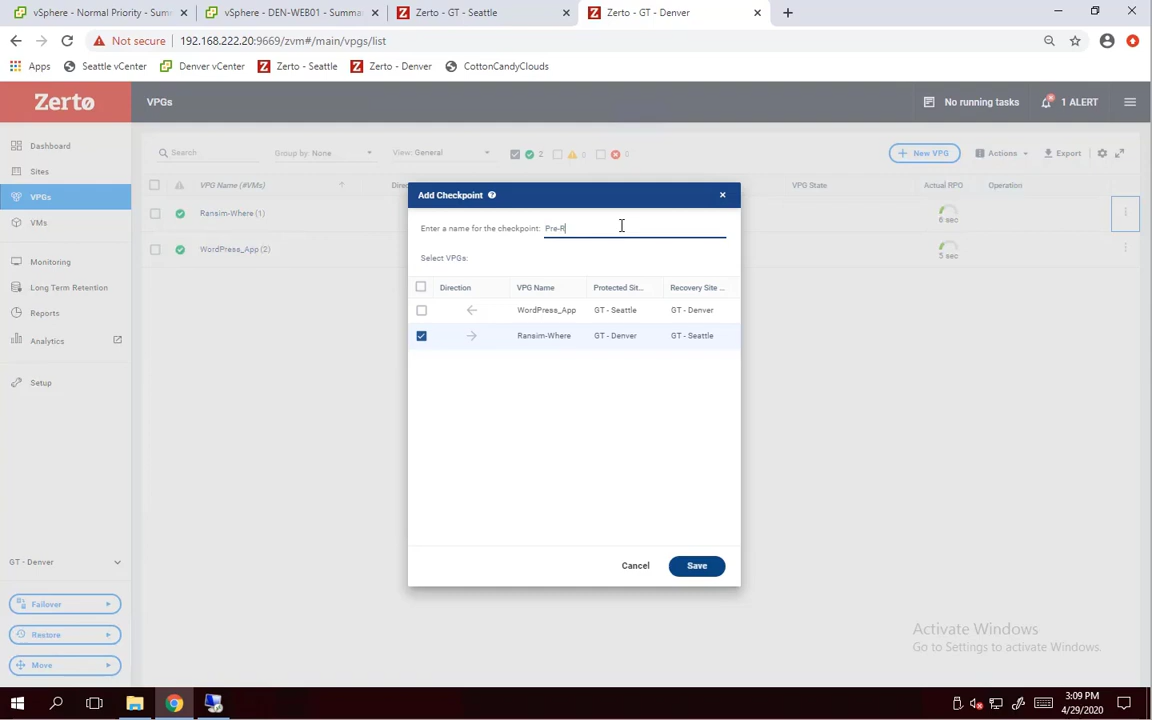 vSphere - Normal Priority - Sum
vSphere - DEN-WEB01 - Summa
Zerto - GT - Seattle
Zerto - GT - Denver
Not secure
192.168.222.20:9669/zvm#/main/vpgs/list
Apps
Seattle vCenter
Denver vCenter
Zerto - Seattle
Zerto - Denver
CottonCandyClouds
Zerto
VPGs
No running tasks
1 ALERT
Dashboard
Sites
VPGs
VMs
Monitoring
Long Term Retention
Reports
Analytics
Setup
GT - Denver
Failover
Restore
Move
Search
Group by: None
View: General
2
0
0
New VPG
Actions
Export
VPG Name (#VMs)
Direc
VPG State
Actual RPO
Operation
Ransim-Where (1)
6 sec
WordPress_App (2)
5 sec
Add Checkpoint
Enter a name for the checkpoint: Pre-R
Select VPGs:
Direction
VPG Name
Protected Sit...
Recovery Site ...
WordPress_App
GT - Seattle
GT - Denver
Ransim-Where
GT - Denver
GT - Seattle
Cancel
Save
Activate Windows
Go to Settings to activate Windows.
3:09 PM
4/29/2020